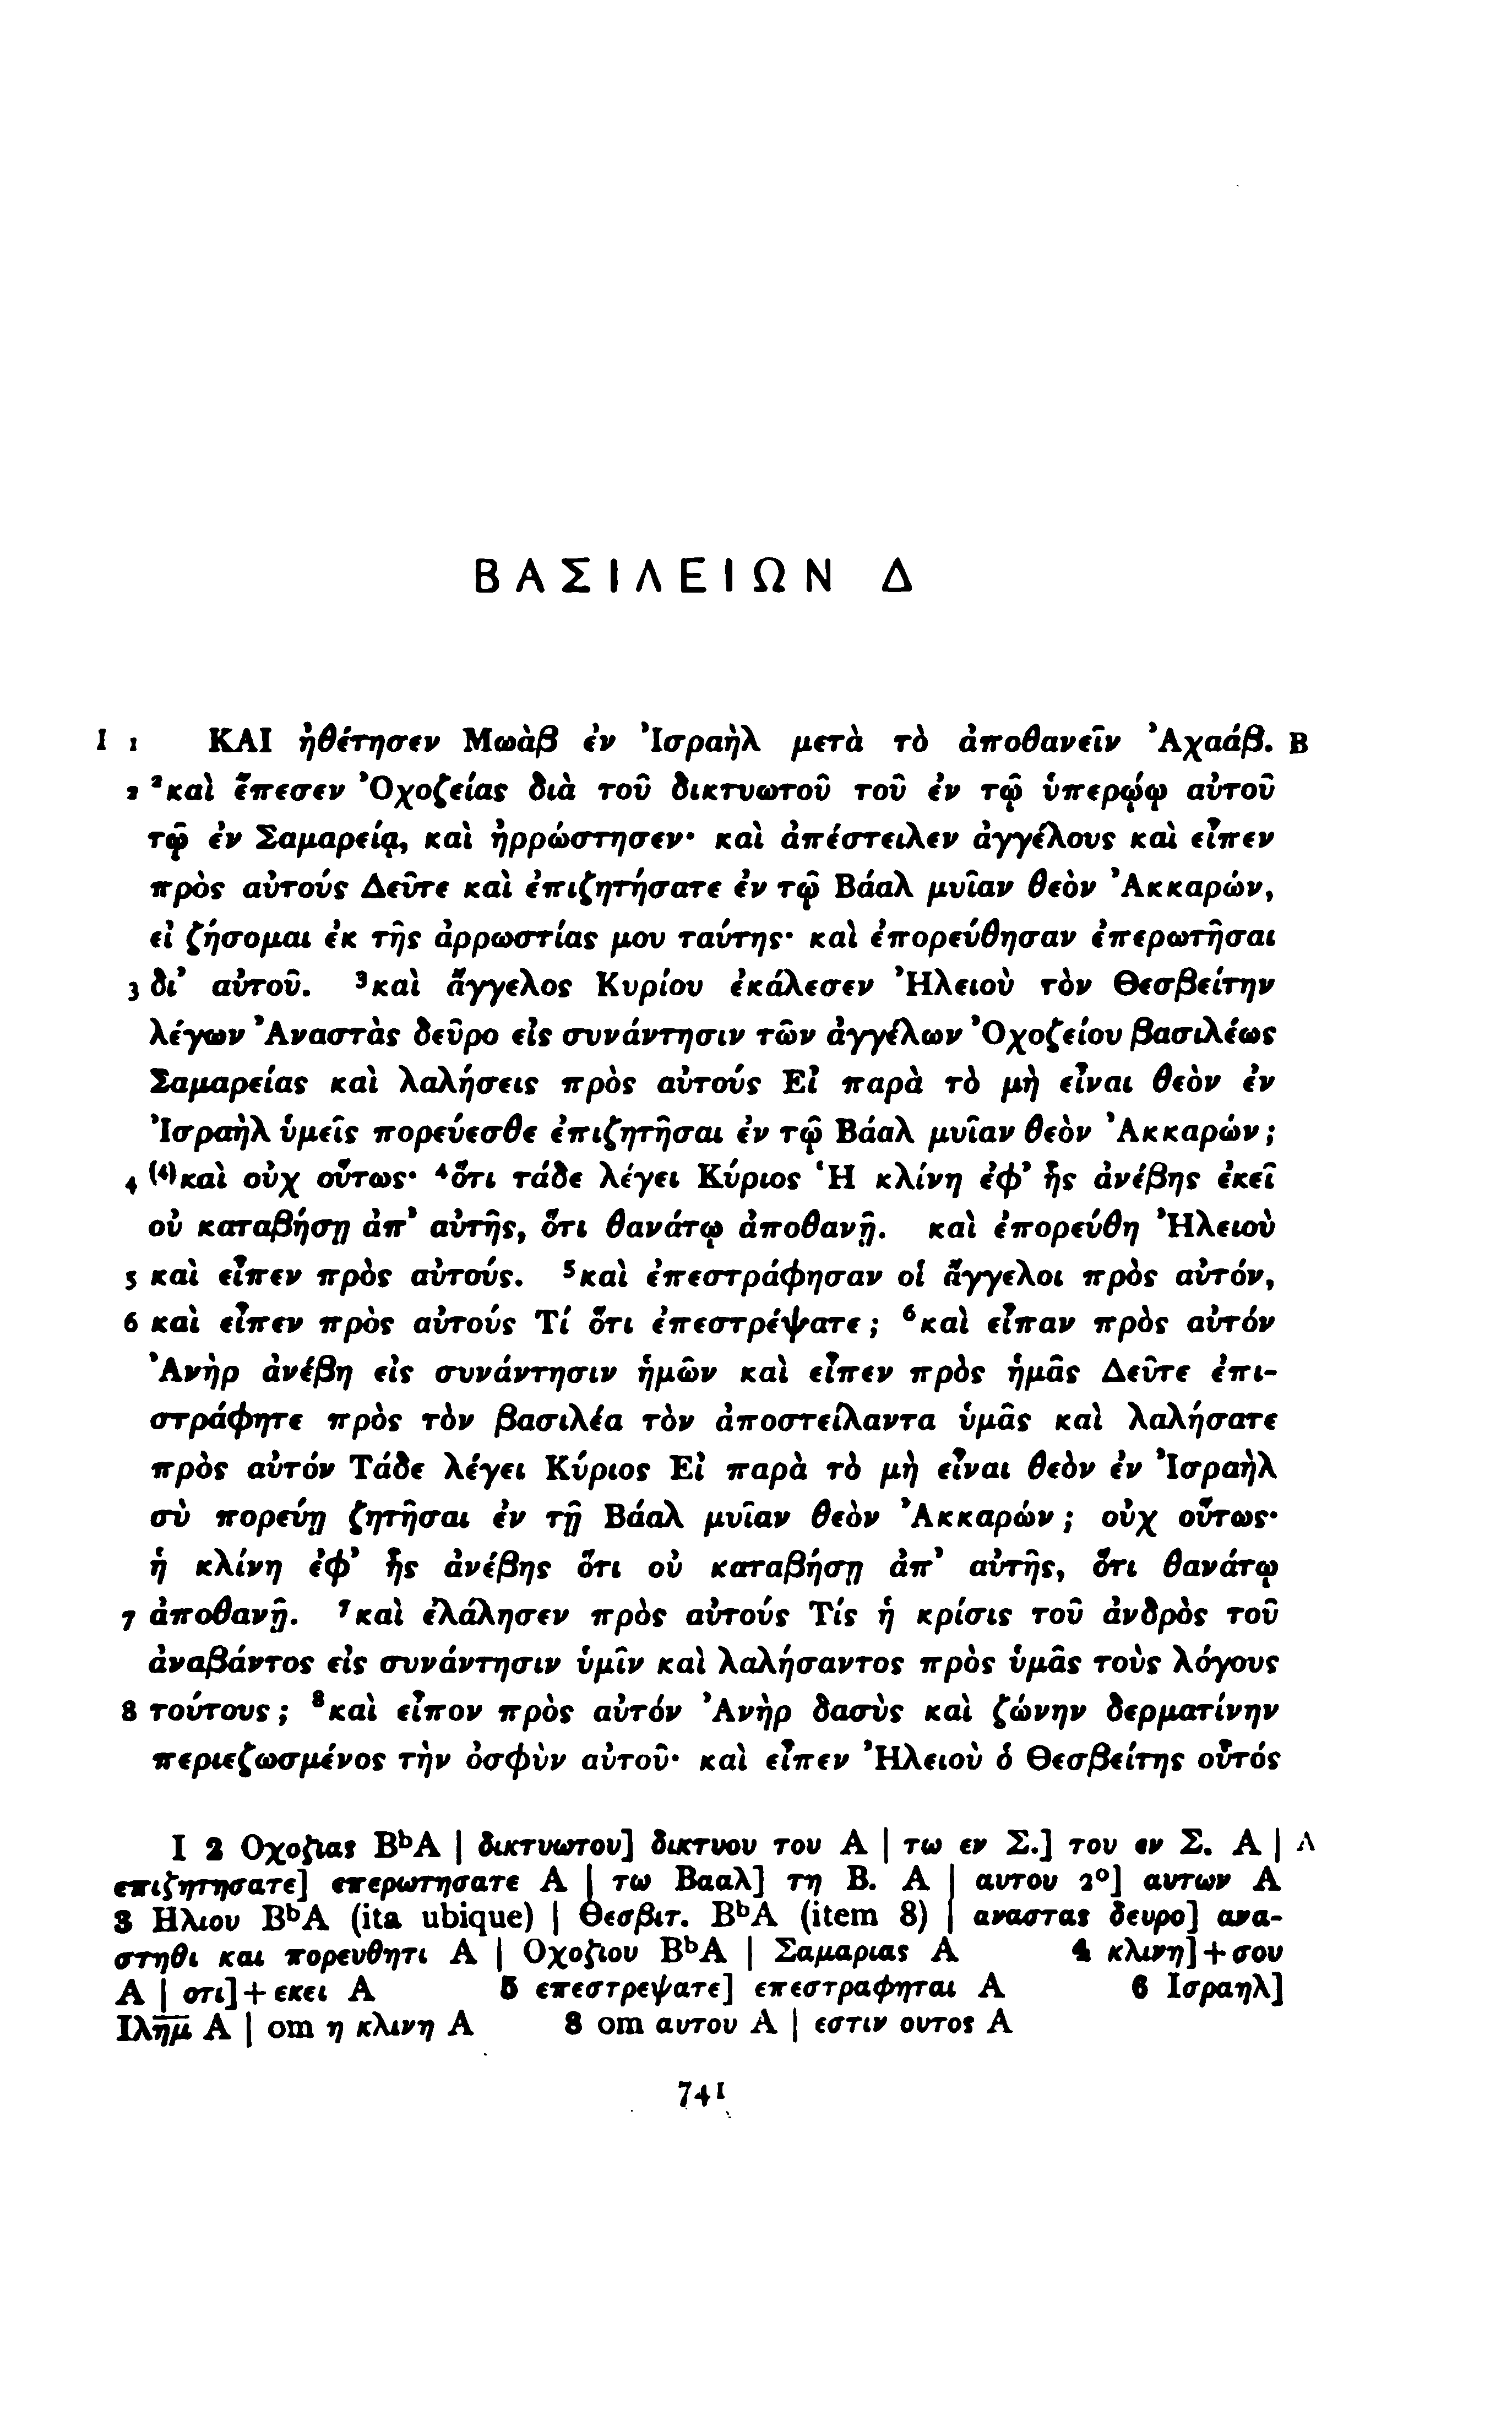 ΒΑΣΙΛΕΙΩΝ Δ
I 1 ΚΑΙ ἠθέτησεν Μωὰβ ἐν Ἰσραὴλ μετὰ τὸ ἀποθανεῖν Ἀχαάβ. B
2 ²καὶ ἔπεσεν Ὀχοζείας διὰ τοῦ δικτυωτοῦ τοῦ ἐν τῷ ὑπερῴῳ αὐτοῦ
τῷ ἐν Σαμαρείᾳ, καὶ ἠρρώστησεν· καὶ ἀπέστειλεν ἀγγέλους καὶ εἶπεν
πρὸς αὐτούς Δεῦτε καὶ ἐπιζητήσατε ἐν τῷ Βάαλ μυῖαν θεὸν Ἀκκαρών,
εἰ ζήσομαι ἐκ τῆς ἀρρωστίας μου ταύτης· καὶ ἐπορεύθησαν ἐπερωτῆσαι
3 δι’ αὐτοῦ. ³καὶ ἄγγελος Κυρίου ἐκάλεσεν Ἠλειοὺ τὸν Θεσβείτην
λέγων Ἀναστὰς δεῦρο εἰς συνάντησιν τῶν ἀγγέλων Ὀχοζείου βασιλέως
Σαμαρείας καὶ λαλήσεις πρὸς αὐτούς Εἰ παρὰ τὸ μὴ εἶναι θεὸν ἐν
Ἰσραὴλ ὑμεῖς πορεύεσθε ἐπιζητῆσαι ἐν τῷ Βάαλ μυῖαν θεὸν Ἀκκαρών;
4 ⁽⁴⁾καὶ οὐχ οὕτως· ⁴ὅτι τάδε λέγει Κύριος Ἡ κλίνη ἐφ’ ἧς ἀνέβης ἐκεῖ
οὐ καταβήσῃ ἀπ’ αὐτῆς, ὅτι θανάτῳ ἀποθανῇ. καὶ ἐπορεύθη Ἠλειοὺ
5 καὶ εἶπεν πρὸς αὐτούς. ⁵καὶ ἐπεστράφησαν οἱ ἄγγελοι πρὸς αὐτόν,
6 καὶ εἶπεν πρὸς αὐτούς Τί ὅτι ἐπεστρέψατε; ⁶καὶ εἶπαν πρὸς αὐτόν
Ἀνὴρ ἀνέβη εἰς συνάντησιν ἡμῶν καὶ εἶπεν πρὸς ἡμᾶς Δεῦτε ἐπι-
στράφητε πρὸς τὸν βασιλέα τὸν ἀποστείλαντα ὑμᾶς καὶ λαλήσατε
πρὸς αὐτόν Τάδε λέγει Κύριος Εἰ παρὰ τὸ μὴ εἶναι θεὸν ἐν Ἰσραὴλ
σὺ πορεύῃ ζητῆσαι ἐν τῇ Βάαλ μυῖαν θεὸν Ἀκκαρών; οὐχ οὕτως·
ἡ κλίνη ἐφ’ ἧς ἀνέβης ὅτι οὐ καταβήσῃ ἀπ’ αὐτῆς, ὅτι θανάτῳ
7 ἀποθανῇ. ⁷καὶ ἐλάλησεν πρὸς αὐτούς Τίς ἡ κρίσις τοῦ ἀνδρὸς τοῦ
ἀναβάντος εἰς συνάντησιν ὑμῖν καὶ λαλήσαντος πρὸς ὑμᾶς τοὺς λόγους
8 τούτους; ⁸καὶ εἶπον πρὸς αὐτόν Ἀνὴρ δασὺς καὶ ζώνην δερματίνην
περιεζωσμένος τὴν ὀσφὺν αὐτοῦ· καὶ εἶπεν Ἠλειοὺ ὁ Θεσβείτης οὗτός
I 2 Οχοζιας BᵇA | δικτυωτου] δικτυου του A | τω εν Σ.] του εν Σ. A | A
επιζητησατε] επερωτησατε A | τω Βααλ] τη Β. A | αυτου 2°] αυτων A
3 Ηλιου BᵇA (ita ubique) | Θεσβιτ. BᵇA (item 8) | αναστας δευρο] ανα-
στηθι και πορευθητι A | Οχοζιου BᵇA | Σαμαριας A 4 κλινη]+σου
A | οτι]+εκει A 5 επεστρεψατε] επεστραφηται A 6 Ισραηλ]
Ιλ̅η̅μ̅ A | om η κλινη A 8 om αυτου A | εστιν ουτος A
741